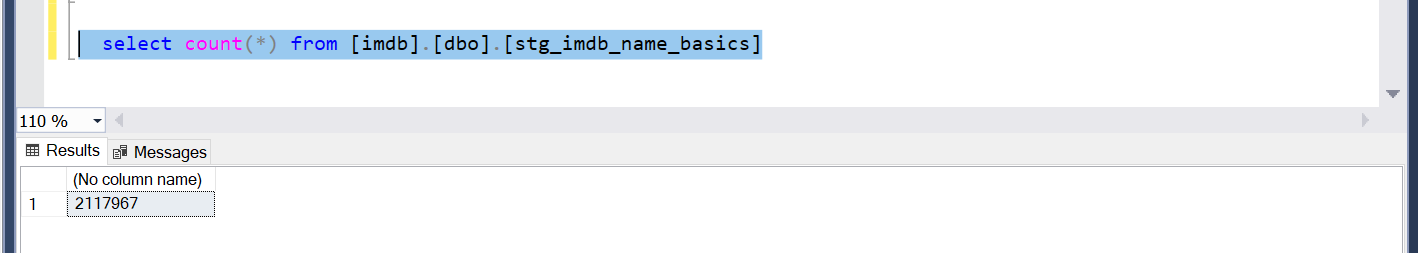 select count(*) from [imdb].[dbo].[stg_imdb_name_basics]
110 %
Results Messages
(No column name)
1 2117967